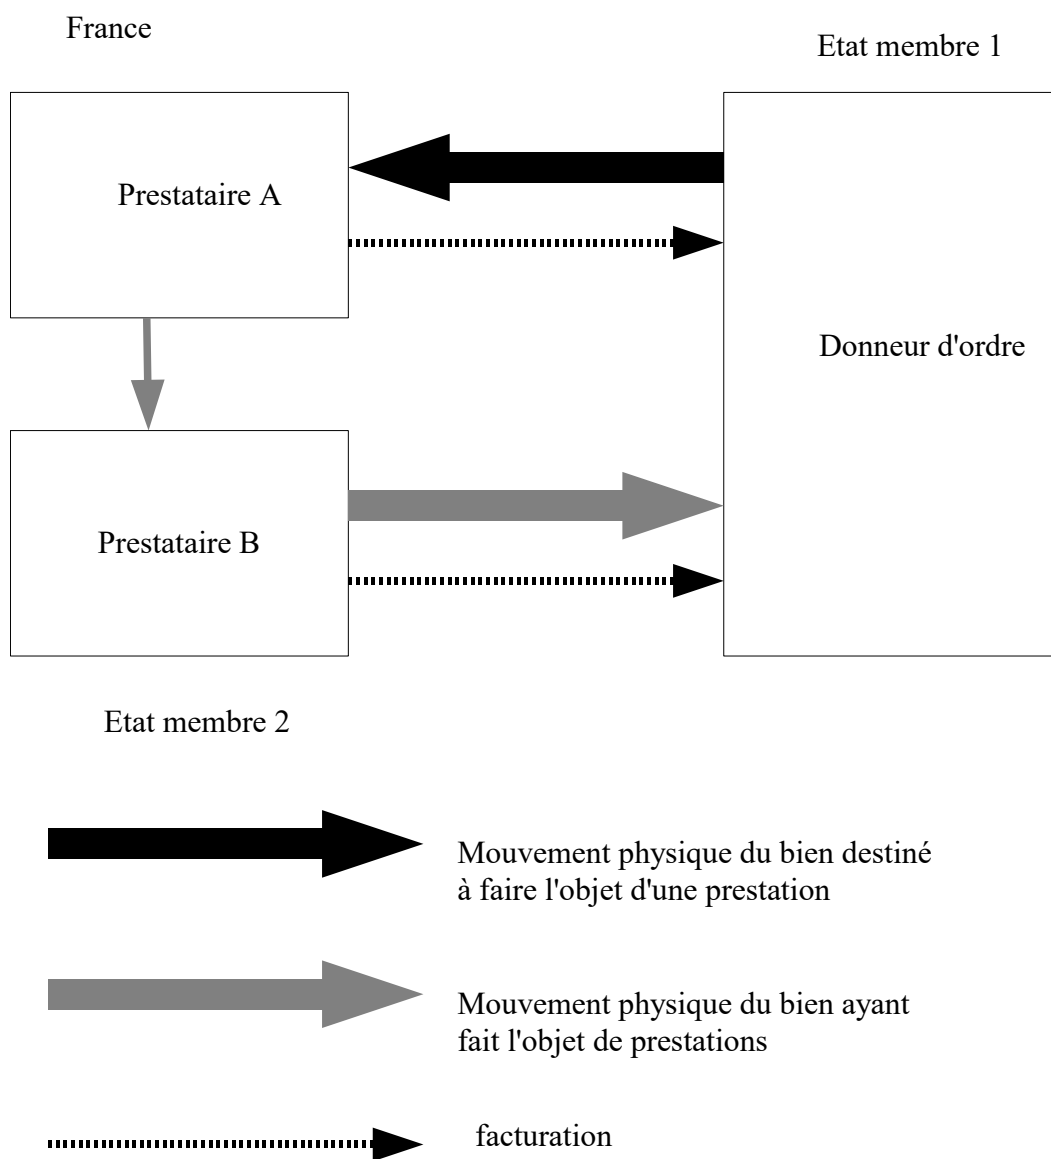 France
Etat membre 1
Prestataire A
Donneur d'ordre
Prestataire B
Etat membre 2
Mouvement physique du bien destiné
à faire l'objet d'une prestation
Mouvement physique du bien ayant
fait l'objet de prestations
facturation